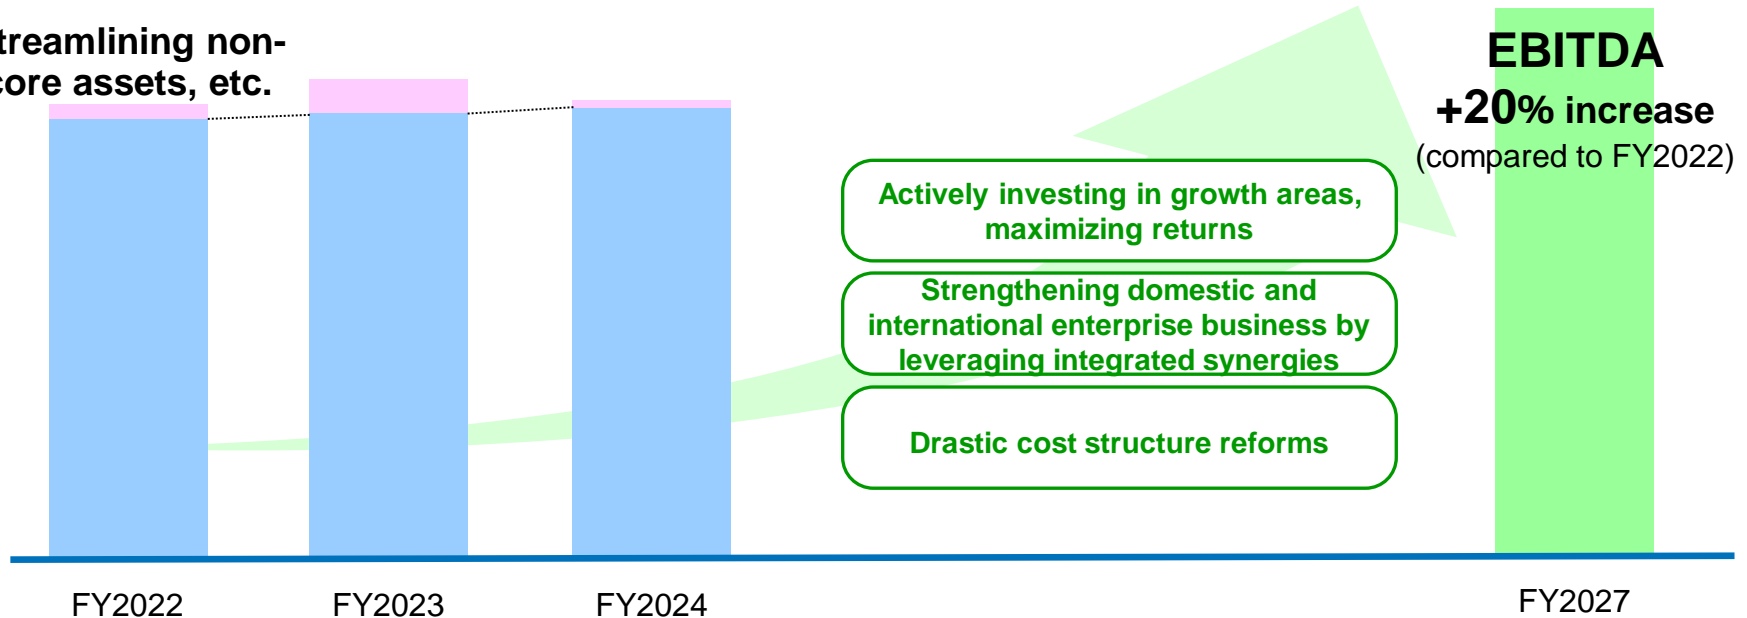 treamlining non-
core assets, etc.
EBITDA
+20% increase
(compared to FY2022)
Actively investing in growth areas,
maximizing returns
Strengthening domestic and
international enterprise business by
leveraging integrated synergies
Drastic cost structure reforms
FY2022
FY2023
FY2024
FY2027